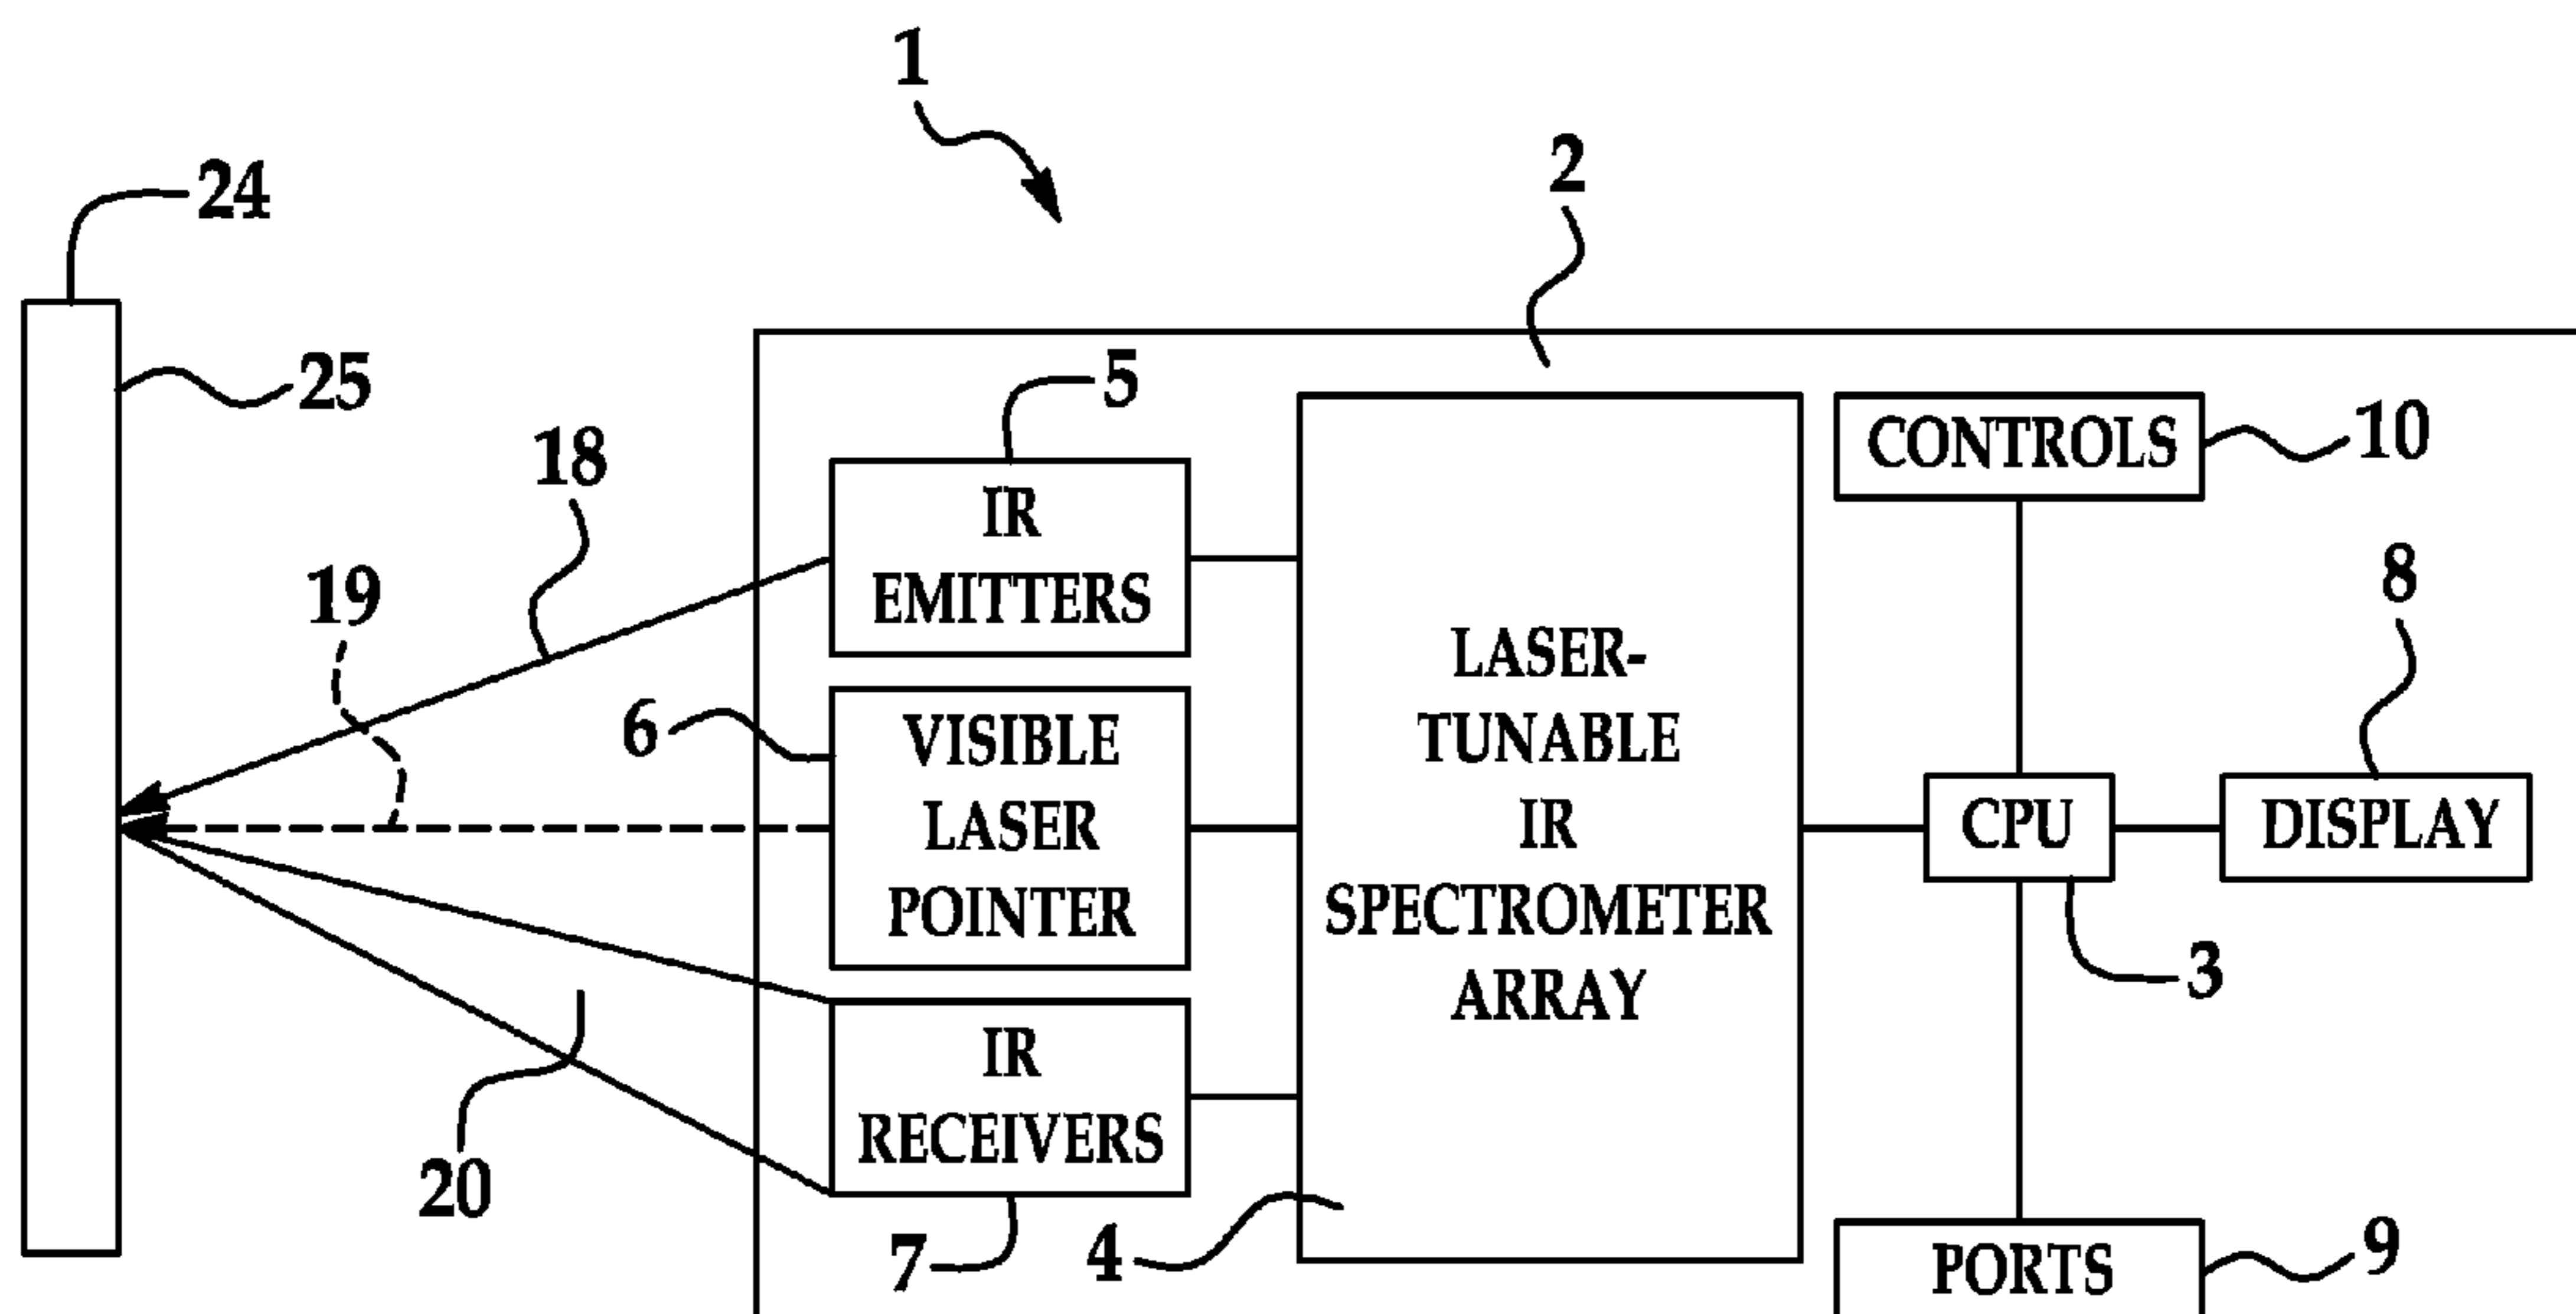 1
2
24
25
5
18
10
CONTROLS
IR
EMITTERS
19
8
6
VISIBLE
LASER
POINTER
LASER-
TUNABLE
IR
SPECTROMETER
ARRAY
CPU
DISPLAY
3
IR
RECEIVERS
20
7
4
PORTS
9